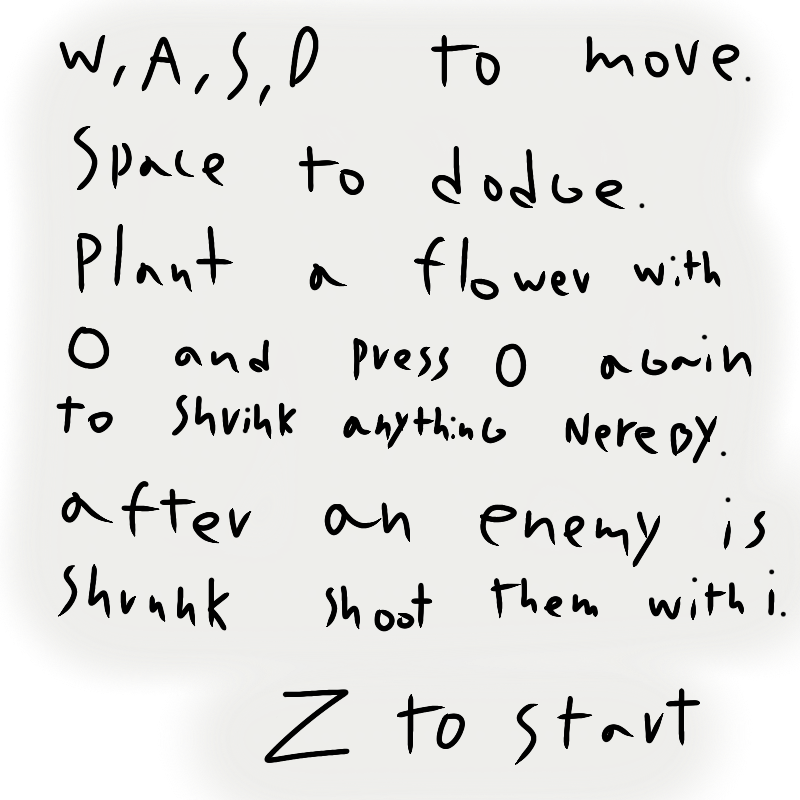 W, A, S, D to move.
Space to dodge.
Plant a flower with
O and press O again
to shrink anything Nereby.
after an enemy is
shrunk shoot them with i.
Z to start